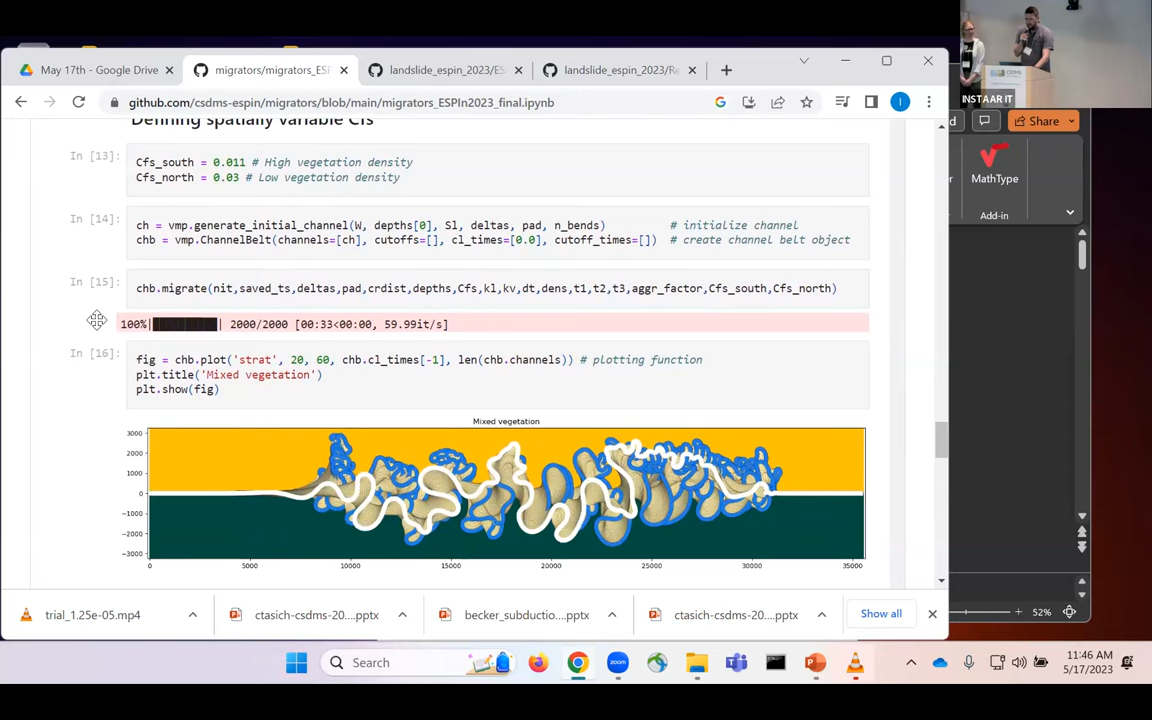 May 17th - Google Drive
migrators/migrators_ESPIn
landslide_espin_2023/ES
landslide_espin_2023/Re
github.com/csdms-espin/migrators/blob/main/migrators_ESPIn2023_final.ipynb
I
INSTAAR IT
Share
MathType
Add-in
Defining spatially variable Cfs
In [13]:
Cfs_south = 0.011 # High vegetation density
Cfs_north = 0.03 # Low vegetation density
In [14]:
ch = vmp.generate_initial_channel(W, depths[0], Sl, deltas, pad, n_bends) # initialize channel
chb = vmp.ChannelBelt(channels=[ch], cutoffs=[], cl_times=[0.0], cutoff_times=[]) # create channel belt object
In [15]:
chb.migrate(nit,saved_ts,deltas,pad,crdist,depths,Cfs,kl,kv,dt,dens,t1,t2,t3,aggr_factor,Cfs_south,Cfs_north)
100%|██████████| 2000/2000 [00:33<00:00, 59.99it/s]
In [16]:
fig = chb.plot('strat', 20, 60, chb.cl_times[-1], len(chb.channels)) # plotting function
plt.title('Mixed vegetation')
plt.show(fig)
Mixed vegetation
3000
2000
1000
0
−1000
−2000
−3000
0 5000 10000 15000 20000 25000 30000 35000
trial_1.25e-05.mp4
ctasich-csdms-20....pptx
becker_subductio....pptx
ctasich-csdms-20....pptx
Show all
52%
Search
11:46 AM
5/17/2023